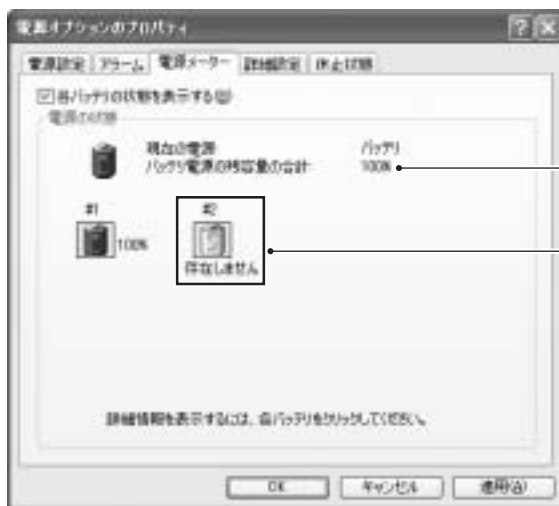 電源オプションのプロパティ
電源設定 アラーム 電源メーター 詳細設定 休止状態
各バッテリの状態を表示する(D)
電源の状態
現在の電源 バッテリ
バッテリ電源の残容量の合計 100%
#1 #2
100%
存在しません
詳細情報を表示するには、各バッテリをクリックしてください。
OK キャンセル 適用(A)